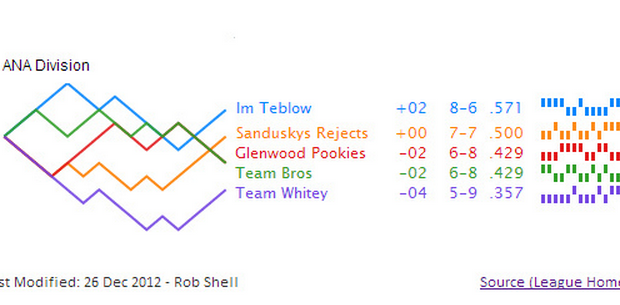 ANA Division
Im Teblow +02 8-6 .571
Sanduskys Rejects +00 7-7 .500
Glenwood Pookies -02 6-8 .429
Team Bros -02 6-8 .429
Team Whitey -04 5-9 .357
st Modified: 26 Dec 2012 - Rob Shell
Source (League Home